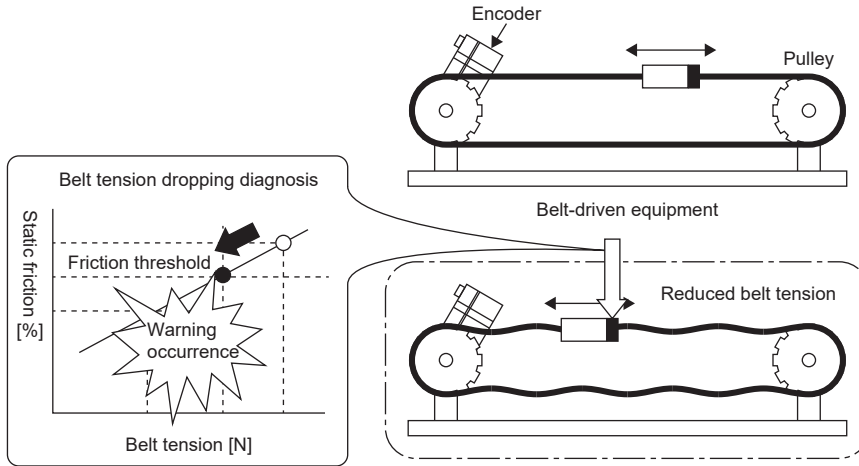 Encoder
Pulley
Belt-driven equipment
Belt tension dropping diagnosis
Static friction
[%]
Friction threshold
Warning
occurrence
Belt tension [N]
Reduced belt tension